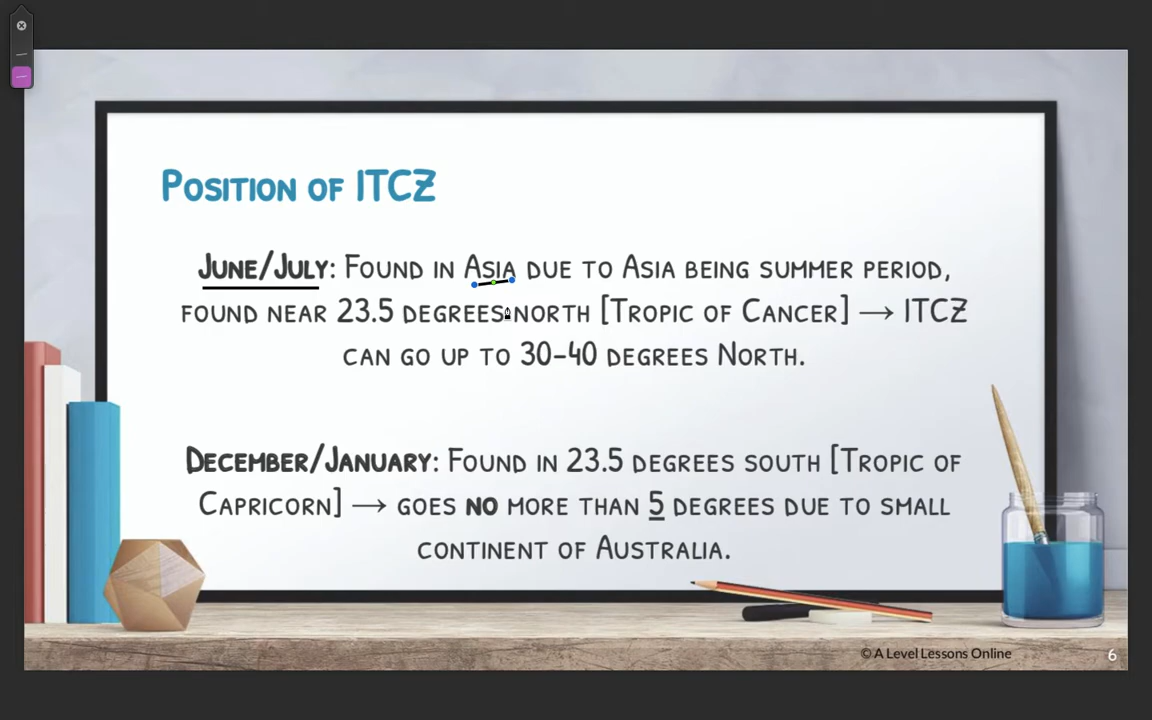 Position of ITCZ
June/July: Found in Asia due to Asia being summer period,
found near 23.5 degrees north [Tropic of Cancer] → ITCZ
can go up to 30-40 degrees North.
December/January: Found in 23.5 degrees south [Tropic of
Capricorn] → goes no more than 5 degrees due to small
continent of Australia.
© A Level Lessons Online
6